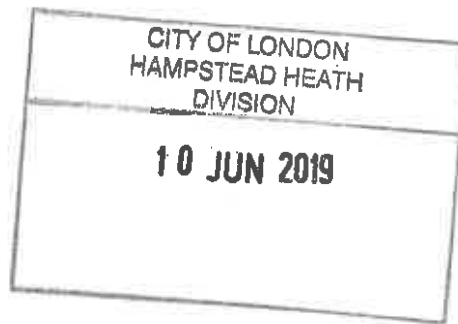 CITY OF LONDON
HAMPSTEAD HEATH
DIVISION
10 JUN 2019